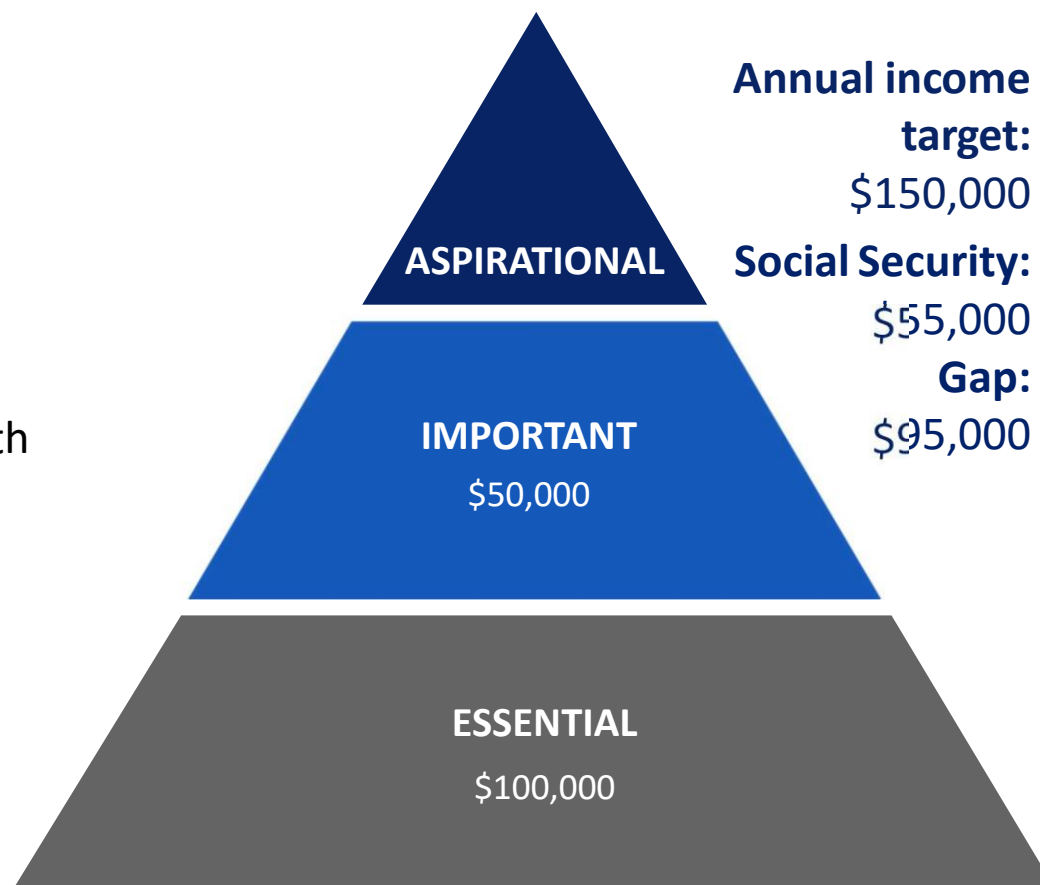 Annual income
target:
$150,000
ASPIRATIONAL
Social Security:
$55,000
Gap:
$95,000
th
IMPORTANT
$50,000
ESSENTIAL
$100,000